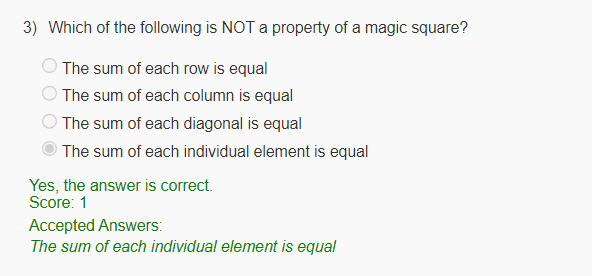 3) Which of the following is NOT a property of a magic square?
The sum of each row is equal
The sum of each column is equal
The sum of each diagonal is equal
The sum of each individual element is equal
Yes, the answer is correct.
Score: 1
Accepted Answers:
The sum of each individual element is equal